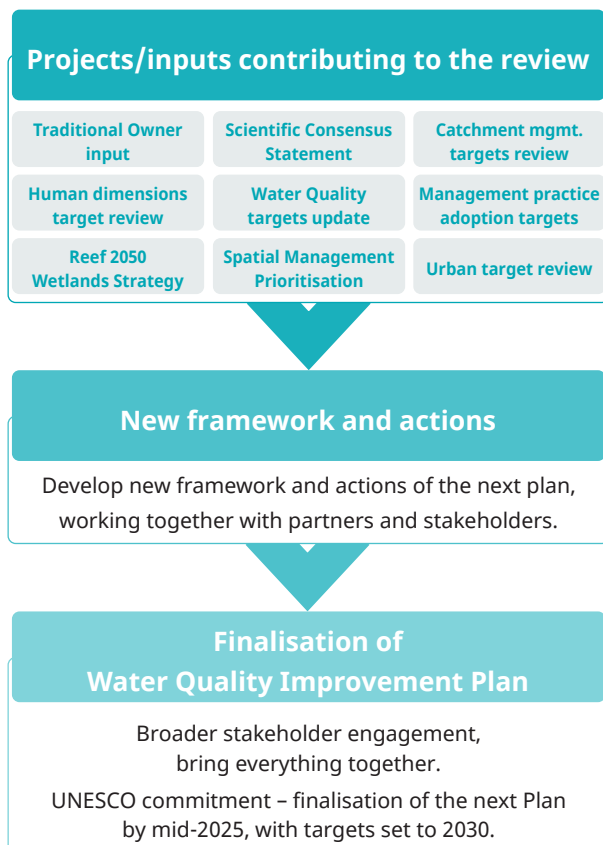 Projects/inputs contributing to the review
Traditional Owner
input
Scientific Consensus
Statement
Catchment mgmt.
targets review
Human dimensions
target review
Water Quality
targets update
Management practice
adoption targets
Reef 2050
Wetlands Strategy
Spatial Management
Prioritisation
Urban target review
New framework and actions
Develop new framework and actions of the next plan,
working together with partners and stakeholders.
Finalisation of
Water Quality Improvement Plan
Broader stakeholder engagement,
bring everything together.
UNESCO commitment – finalisation of the next Plan
by mid-2025, with targets set to 2030.